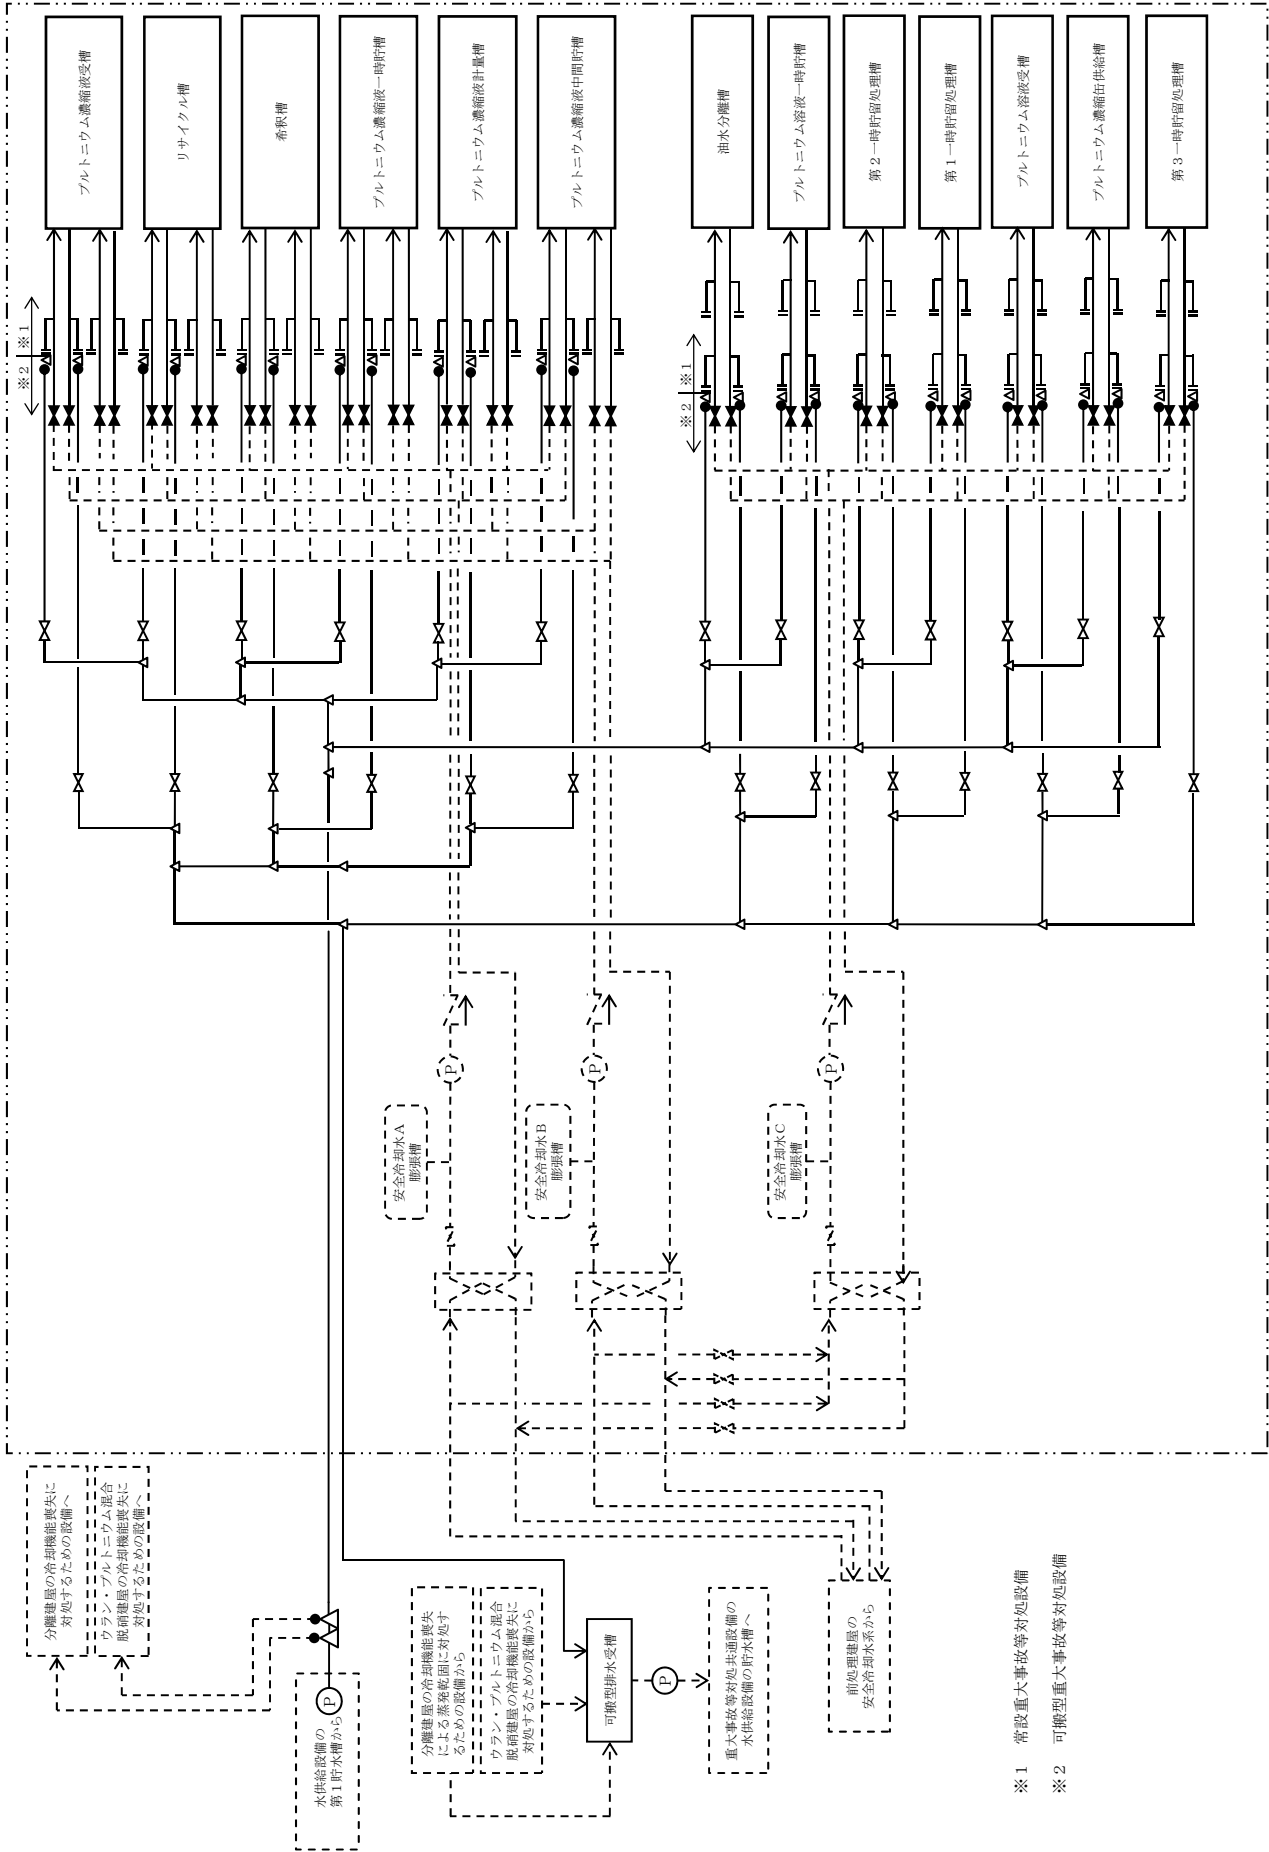 プルトニウム濃縮液受槽
リサイクル槽
希釈槽
プルトニウム濃縮液一時貯槽
プルトニウム濃縮液計量槽
プルトニウム濃縮液中間貯槽
油水分離槽
プルトニウム溶液一時貯槽
第2一時貯留処理槽
第1一時貯留処理槽
プルトニウム溶液受槽
プルトニウム濃縮缶供給槽
第3一時貯留処理槽
※2 ※1
※2 ※1
P
P
P
安全冷却水A
膨張槽
安全冷却水B
膨張槽
安全冷却水C
膨張槽
分離建屋の冷却機能喪失に
対処するための設備へ
ウラン・プルトニウム混合
脱硝建屋の冷却機能喪失に
対処するための設備へ
水供給設備の
第1貯水槽から
P
分離建屋の冷却機能喪失
による蒸発乾固に対処す
るための設備から
ウラン・プルトニウム混合
脱硝建屋の冷却機能喪失に
対処するための設備から
可搬型排水受槽
P
重大事故等対処共通設備の
水供給設備の貯水槽へ
前処理建屋の
安全冷却水系から
※1 常設重大事故等対処設備
※2 可搬型重大事故等対処設備